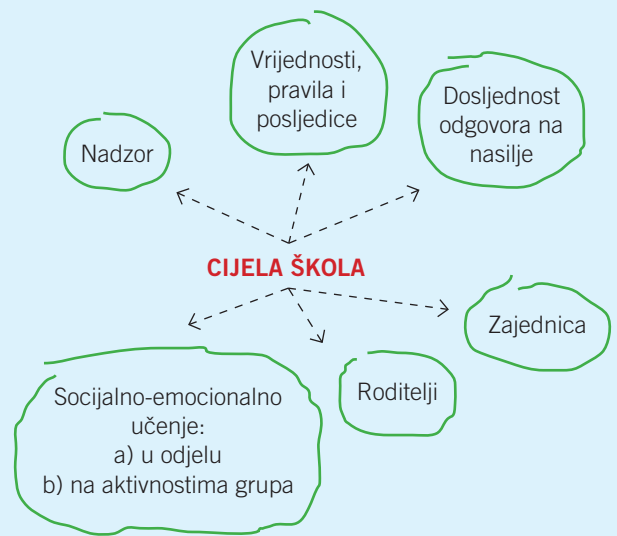 Vrijednosti,
pravila i
posljedice
Dosljednost
odgovora na
nasilje
Nadzor
CIJELA ŠKOLA
Zajednica
Roditelji
Socijalno-emocionalno
učenje:
a) u odjelu
b) na aktivnostima grupa